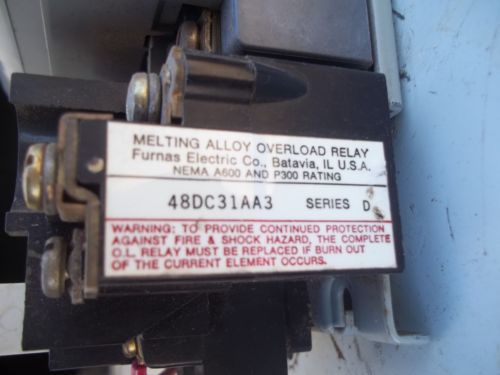 MELTING ALLOY OVERLOAD RELAY
Furnas Electric Co., Batavia, IL U.S.A.
NEMA A600 AND P300 RATING
48DC31AA3 SERIES D
WARNING: TO PROVIDE CONTINUED PROTECTION
AGAINST FIRE & SHOCK HAZARD, THE COMPLETE
O.L. RELAY MUST BE REPLACED IF BURN OUT
OF THE CURRENT ELEMENT OCCURS.